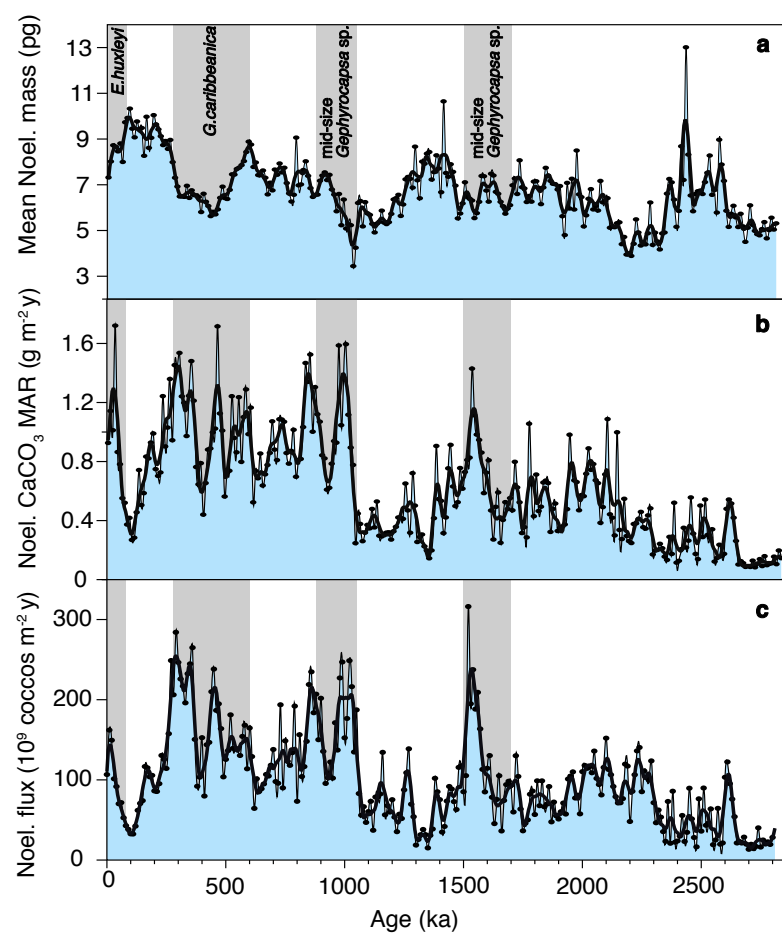 E.huxleyi
G.caribbeanica
mid-size
Gephyrocapsa sp.
mid-size
Gephyrocapsa sp.
a
Mean Noel. mass (pg)
13
11
9
7
5
3
b
Noel. CaCO₃ MAR (g m⁻² y)
1.6
1.2
0.8
0.4
0
c
Noel. flux (10⁹ coccos m⁻² y)
300
200
100
0
0 500 1000 1500 2000 2500
Age (ka)